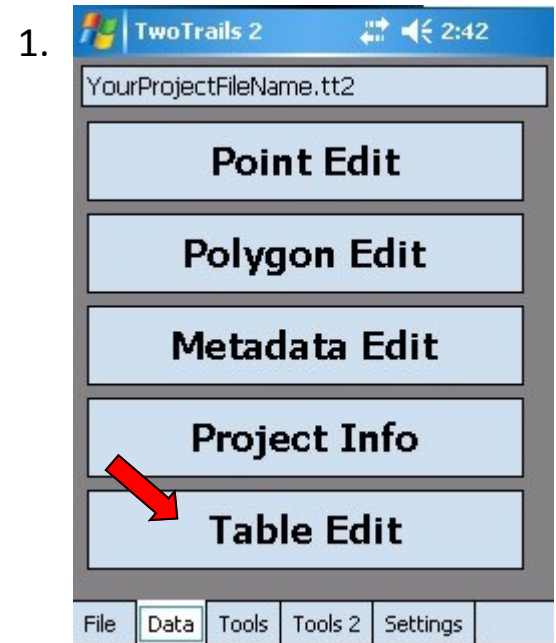 1.
TwoTrails 2 2:42
YourProjectFileName.tt2
Point Edit
Polygon Edit
Metadata Edit
Project Info
Table Edit
File Data Tools Tools 2 Settings